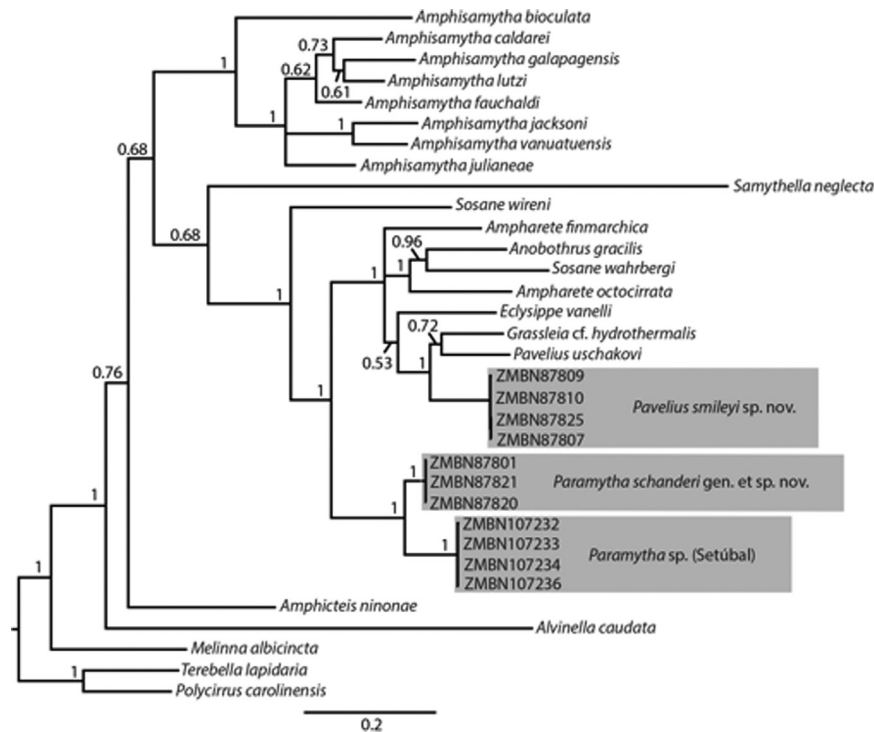 Amphisamytha bioculata
Amphisamytha caldarei
0.73
Amphisamytha galapagensis
1
0.62
Amphisamytha lutzi
0.61
Amphisamytha fauchaldi
1
1
Amphisamytha jacksoni
Amphisamytha vanuatuensis
0.68
Amphisamytha julianeae
Samythella neglecta
Sosane wireni
Ampharete finmarchica
0.68
0.96
Anobothrus gracilis
1
1
Sosane wahrbergi
Ampharete octocirrata
Eclysippe vanelli
0.72
Grassleia cf. hydrothermalis
0.53
Pavelius uschakovi
0.76
1
ZMBN87809
1
ZMBN87810
Pavelius smileyi sp. nov.
ZMBN87825
ZMBN87807
1
ZMBN87801
ZMBN87821
Paramytha schanderi gen. et sp. nov.
1
1
ZMBN87820
ZMBN107232
1
ZMBN107233
Paramytha sp. (Setúbal)
ZMBN107234
1
ZMBN107236
Amphicteis ninonae
Alvinella caudata
Melinna albicincta
1
Terebella lapidaria
Polycirrus carolinensis
0.2